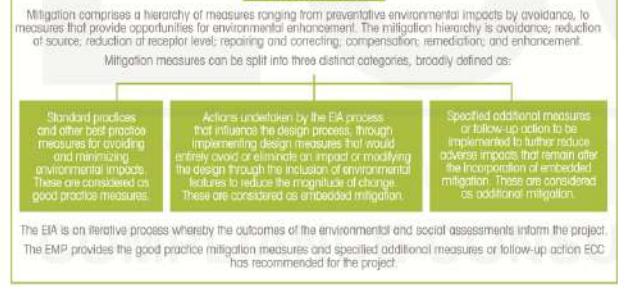 Mitigation comprises a hierarchy of measures ranging from preventative environmental impacts by avoidance, to
measures that provide opportunities for environmental enhancement. The mitigation hierarchy is avoidance; reduction
at source; reduction at receptor level; repairing and correcting; compensation; remediation; and enhancement.
Mitigation measures can be split into three distinct categories, broadly defined as:
Standard practices
and other best practice
measures for avoiding
and minimizing
environmental impacts.
These are considered as
good practice measures.
Actions undertaken by the EIA process
that influence the design process, through
implementing design measures that would
entirely avoid or eliminate an impact or modifying
the design through the inclusion of environmental
features to reduce the magnitude of change.
These are considered as embedded mitigation.
Specified additional measures
or follow-up action to be
implemented to further reduce
adverse impacts that remain after
the incorporation of embedded
mitigation. These are considered
as additional mitigation.
The EIA is an iterative process whereby the outcomes of the environmental and social assessments inform the project.
The EMP provides the good practice mitigation measures and specified additional measures or follow-up action ECC
has recommended for the project.